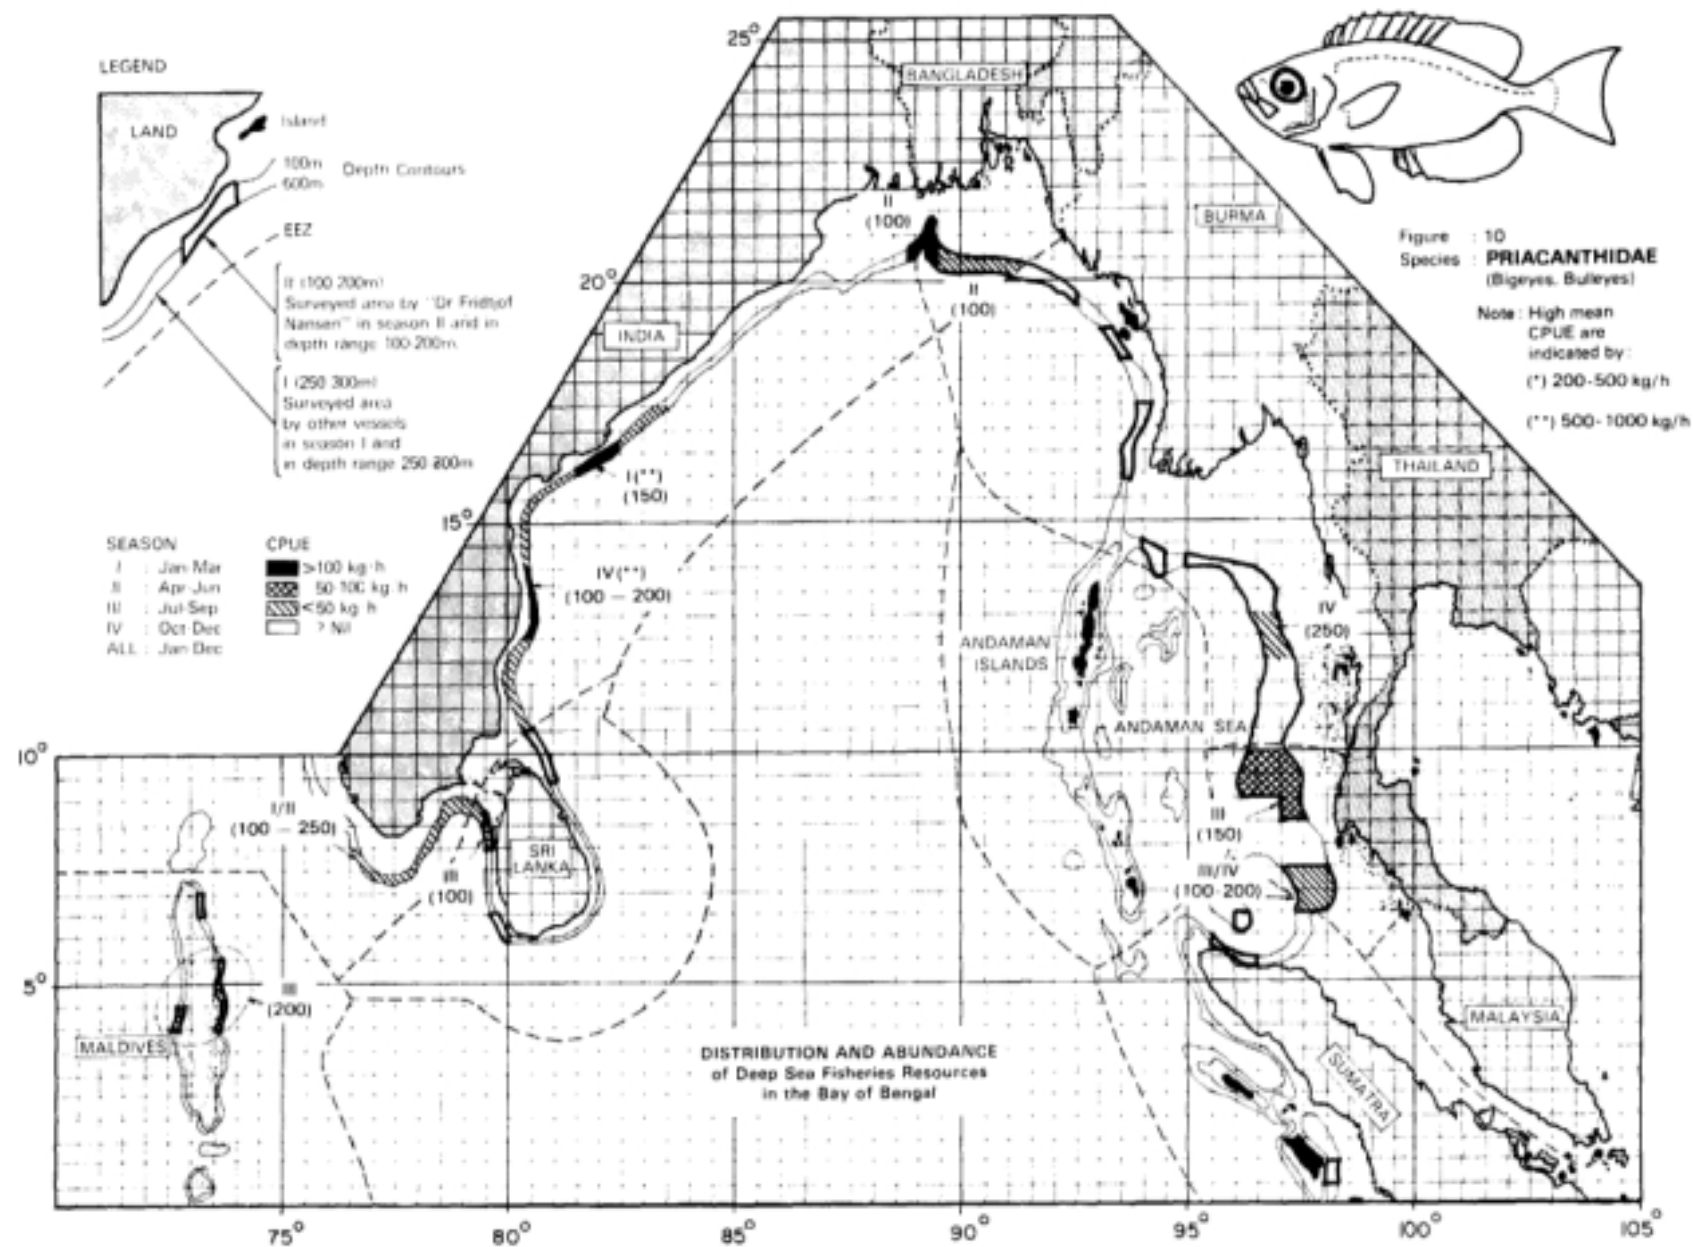 LEGEND
LAND
Island
100m
600m
Depth Contours
EEZ
II (100 200m)
Surveyed area by "Dr Fridtjof
Nansen" in season II and in
depth range 100-200m.
I (250 300m)
Surveyed area
by other vessels
in season I and
in depth range 250-300m
SEASON
I : Jan-Mar
II : Apr-Jun
III : Jul-Sep
IV : Oct-Dec
ALL : Jan-Dec
CPUE
>100 kg h
50-100 kg h
<50 kg h
? Nil
25°
20°
15°
10°
5°
BANGLADESH
BURMA
INDIA
THAILAND
II
(100)
II
(100)
I(**)
(150)
IV(**)
(100 – 200)
IV
(250)
ANDAMAN
ISLANDS
ANDAMAN SEA
I/II
(100 – 250)
III
(100)
SRI
LANKA
III
(150)
III/IV
(100-200)
III
(200)
MALDIVES
MALAYSIA
SUMATRA
DISTRIBUTION AND ABUNDANCE
of Deep Sea Fisheries Resources
in the Bay of Bengal
Figure : 10
Species : PRIACANTHIDAE
(Bigeyes, Bulleyes)
Note : High mean
CPUE are
indicated by :
(*) 200-500 kg/h
(**) 500-1000 kg/h
75°
80°
85°
90°
95°
100°
105°